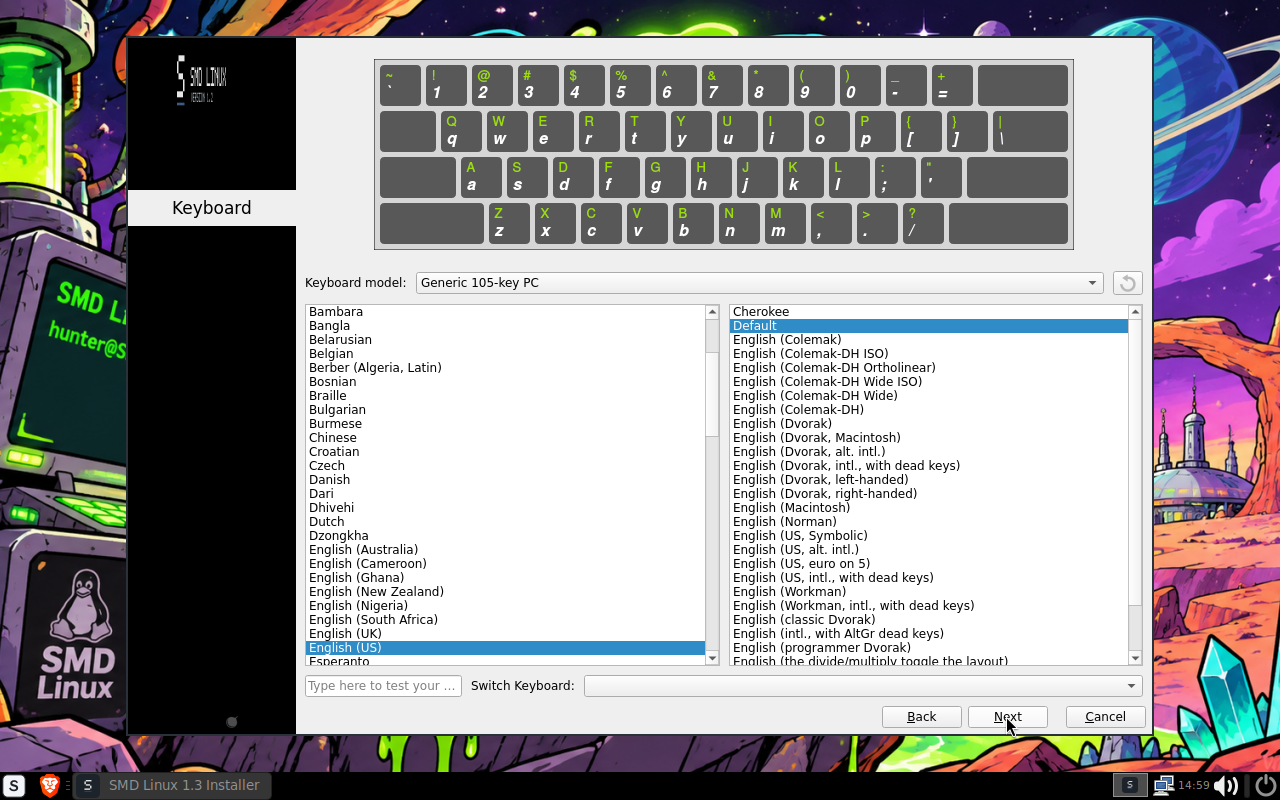 SMD LINUX
VERSION 1.2
Keyboard
~ ! @ # $ % ^ & * ( ) _ +
` 1 2 3 4 5 6 7 8 9 0 - =
Q W E R T Y U I O P { } |
q w e r t y u i o p [ ] \
A S D F G H J K L : "
a s d f g h j k l ; '
Z X C V B N M < > ?
z x c v b n m , . /
Keyboard model: Generic 105-key PC
Bambara
Bangla
Belarusian
Belgian
Berber (Algeria, Latin)
Bosnian
Braille
Bulgarian
Burmese
Chinese
Croatian
Czech
Danish
Dari
Dhivehi
Dutch
Dzongkha
English (Australia)
English (Cameroon)
English (Ghana)
English (New Zealand)
English (Nigeria)
English (South Africa)
English (UK)
English (US)
Esperanto
Cherokee
Default
English (Colemak)
English (Colemak-DH ISO)
English (Colemak-DH Ortholinear)
English (Colemak-DH Wide ISO)
English (Colemak-DH Wide)
English (Colemak-DH)
English (Dvorak)
English (Dvorak, Macintosh)
English (Dvorak, alt. intl.)
English (Dvorak, intl., with dead keys)
English (Dvorak, left-handed)
English (Dvorak, right-handed)
English (Macintosh)
English (Norman)
English (US, Symbolic)
English (US, alt. intl.)
English (US, euro on 5)
English (US, intl., with dead keys)
English (Workman)
English (Workman, intl., with dead keys)
English (classic Dvorak)
English (intl., with AltGr dead keys)
English (programmer Dvorak)
English (the divide/multiply toggle the layout)
Type here to test your ...
Switch Keyboard:
Back Next Cancel
SMD Li
hunter@S
SMD
Linux
S SMD Linux 1.3 Installer
S 14:59